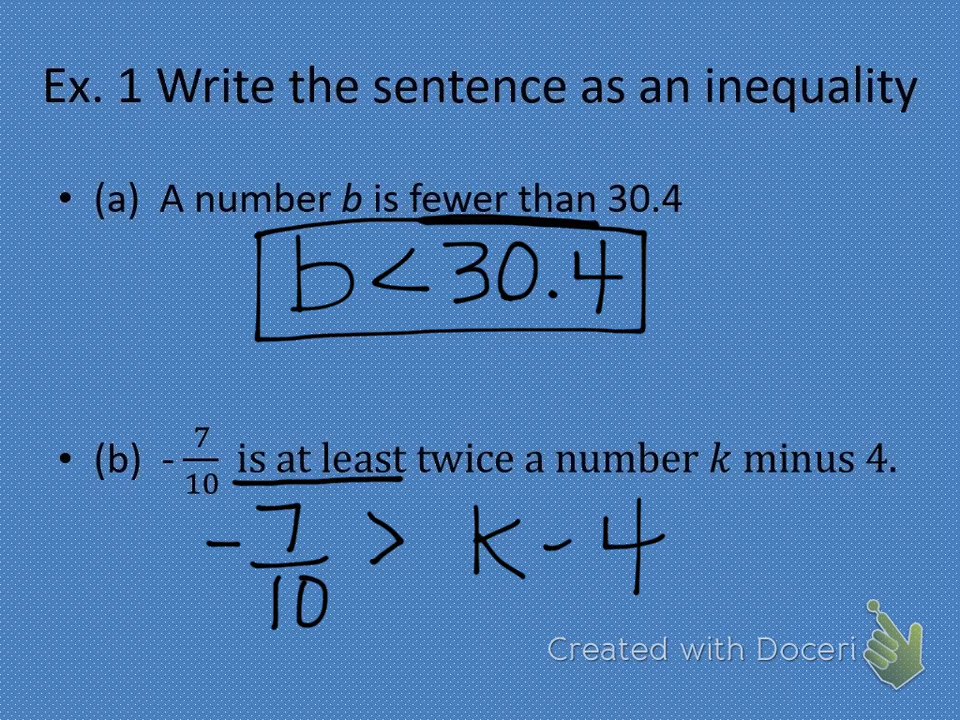 Ex. 1 Write the sentence as an inequality
• (a) A number b is fewer than 30.4
b < 30.4
• (b) - 7/10 is at least twice a number k minus 4.
- 7/10 > k - 4
Created with Doceri